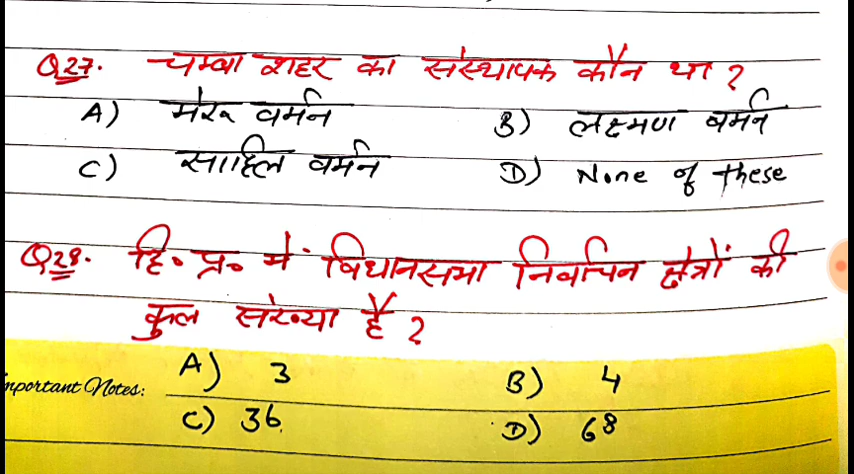 Q27. चम्बा शहर का संस्थापक कौन था ?
A) मेरू वर्मन B) लक्ष्मण वर्मन
C) साहिल वर्मन D) None of these
Q28. हि॰ प्र॰ में विधानसभा निर्वाचन क्षेत्रों की
कुल संख्या है ?
A) 3 B) 4
mportant Notes:
C) 36 D) 68